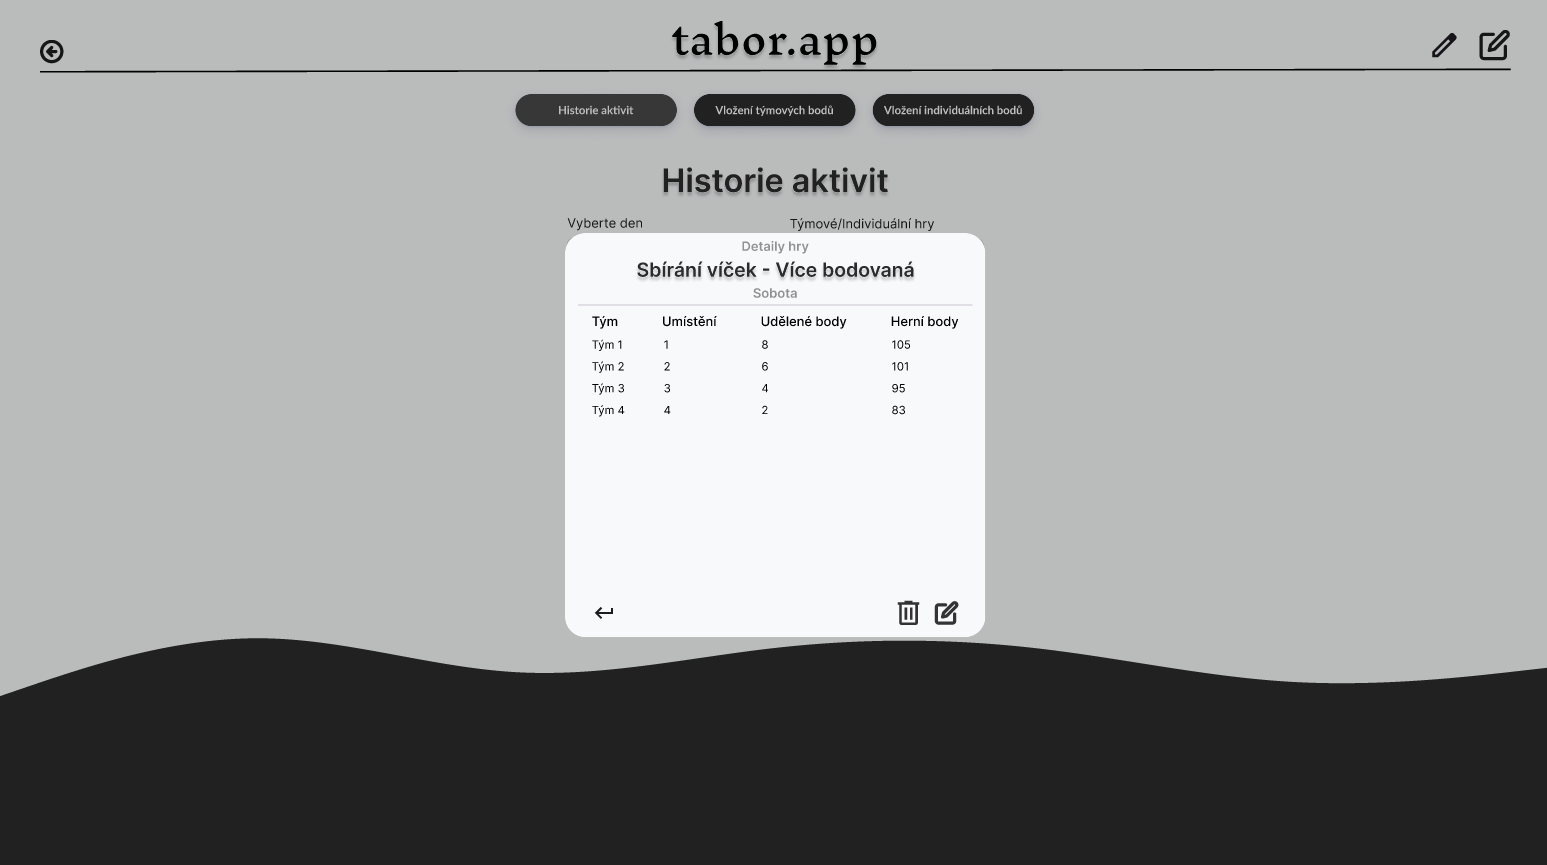 tabor.app
Historie aktivit
Vložení týmových bodů
Vložení individuálních bodů
Historie aktivit
Vyberte den
Týmové/Individuální hry
Detaily hry
Sbírání víček - Více bodovaná
Sobota
Tým Umístění Udělené body Herní body
Tým 1 1 8 105
Tým 2 2 6 101
Tým 3 3 4 95
Tým 4 4 2 83